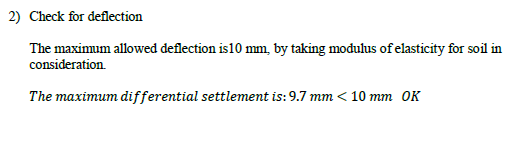 2) Check for deflection
The maximum allowed deflection is10 mm, by taking modulus of elasticity for soil in
consideration.
The maximum differential settlement is: 9.7 mm < 10 mm OK